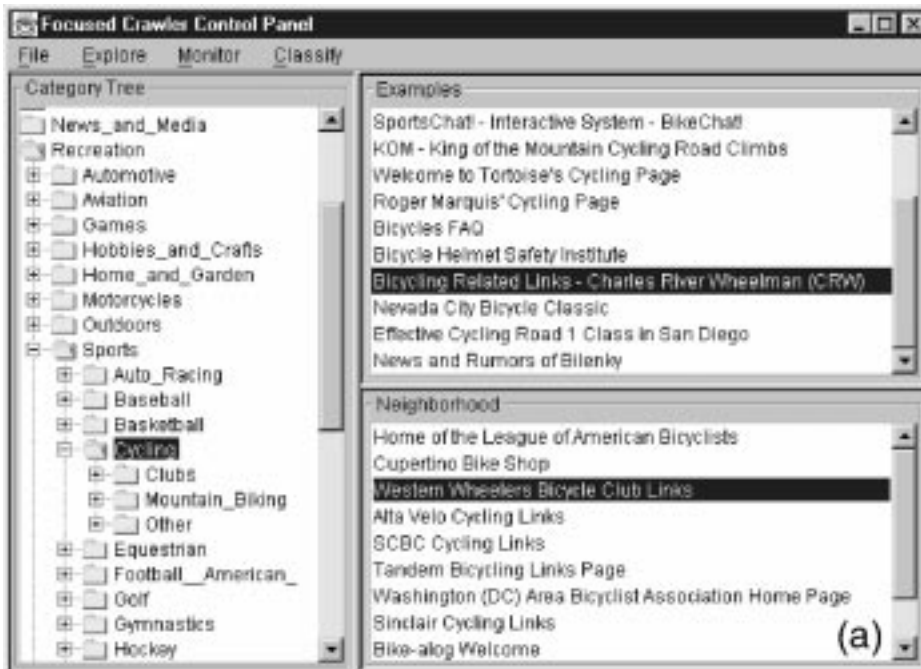 Focused Crawler Control Panel
File Explore Monitor Classify
Category Tree
News_and_Media
Recreation
Automotive
Aviation
Games
Hobbies_and_Crafts
Home_and_Garden
Motorcycles
Outdoors
Sports
Auto_Racing
Baseball
Basketball
Cycling
Clubs
Mountain_Biking
Other
Equestrian
Football__American_
Golf
Gymnastics
Hockey
Examples
SportsChat! - Interactive System - BikeChat!
KOM - King of the Mountain Cycling Road Climbs
Welcome to Tortoise's Cycling Page
Roger Marquis' Cycling Page
Bicycles FAQ
Bicycle Helmet Safety Institute
Bicycling Related Links - Charles River Wheelman (CRW)
Nevada City Bicycle Classic
Effective Cycling Road 1 Class in San Diego
News and Rumors of Bilenky
Neighborhood
Home of the League of American Bicyclists
Cupertino Bike Shop
Western Wheelers Bicycle Club Links
Alta Velo Cycling Links
SCBC Cycling Links
Tandem Bicycling Links Page
Washington (DC) Area Bicyclist Association Home Page
Sinclair Cycling Links
Bike-alog Welcome
(a)